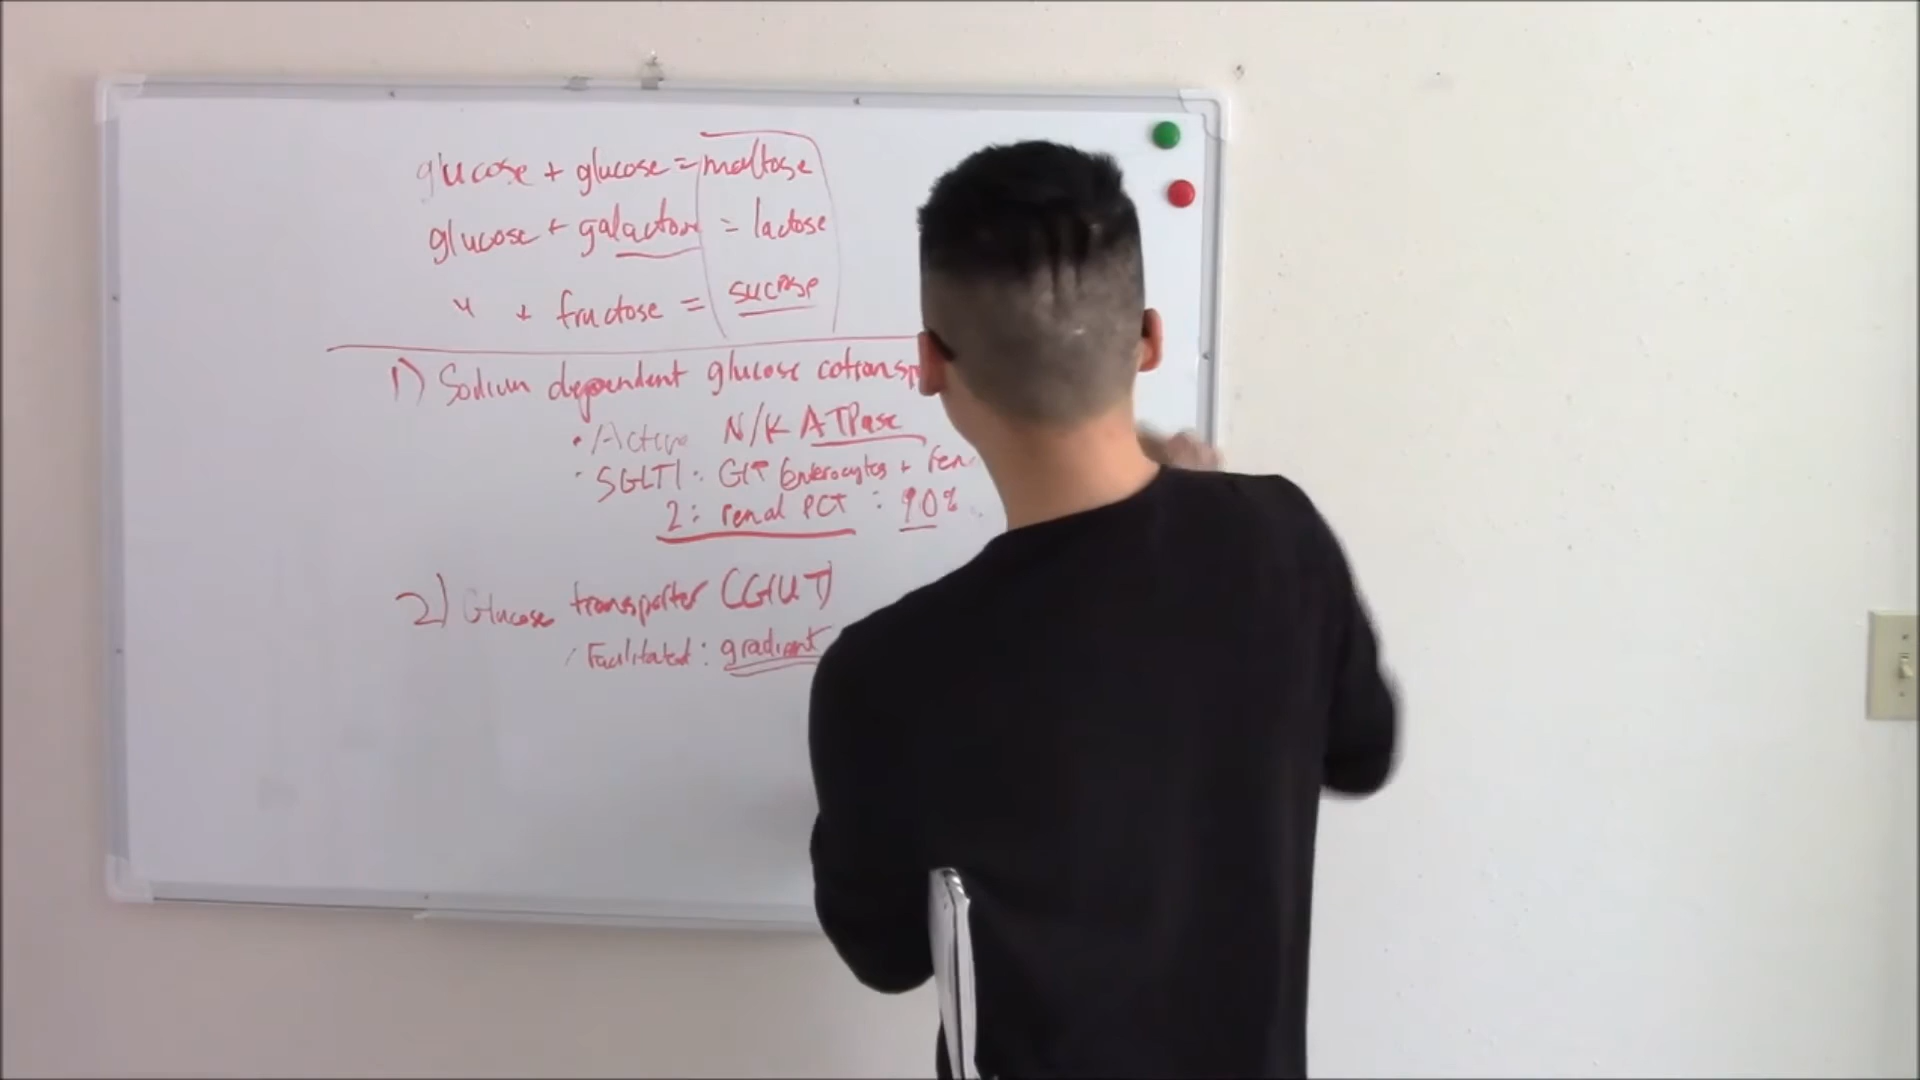 glucose + glucose = maltose
glucose + galactose = lactose
" + fructose = sucrose
1) Sodium dependent glucose cotransp
• Active N/K ATPase
• SGLT1: GIT Enterocytes + ren
2: renal PCT : 90%
2) Glucose transporter (GLUT)
Facilitated: gradient